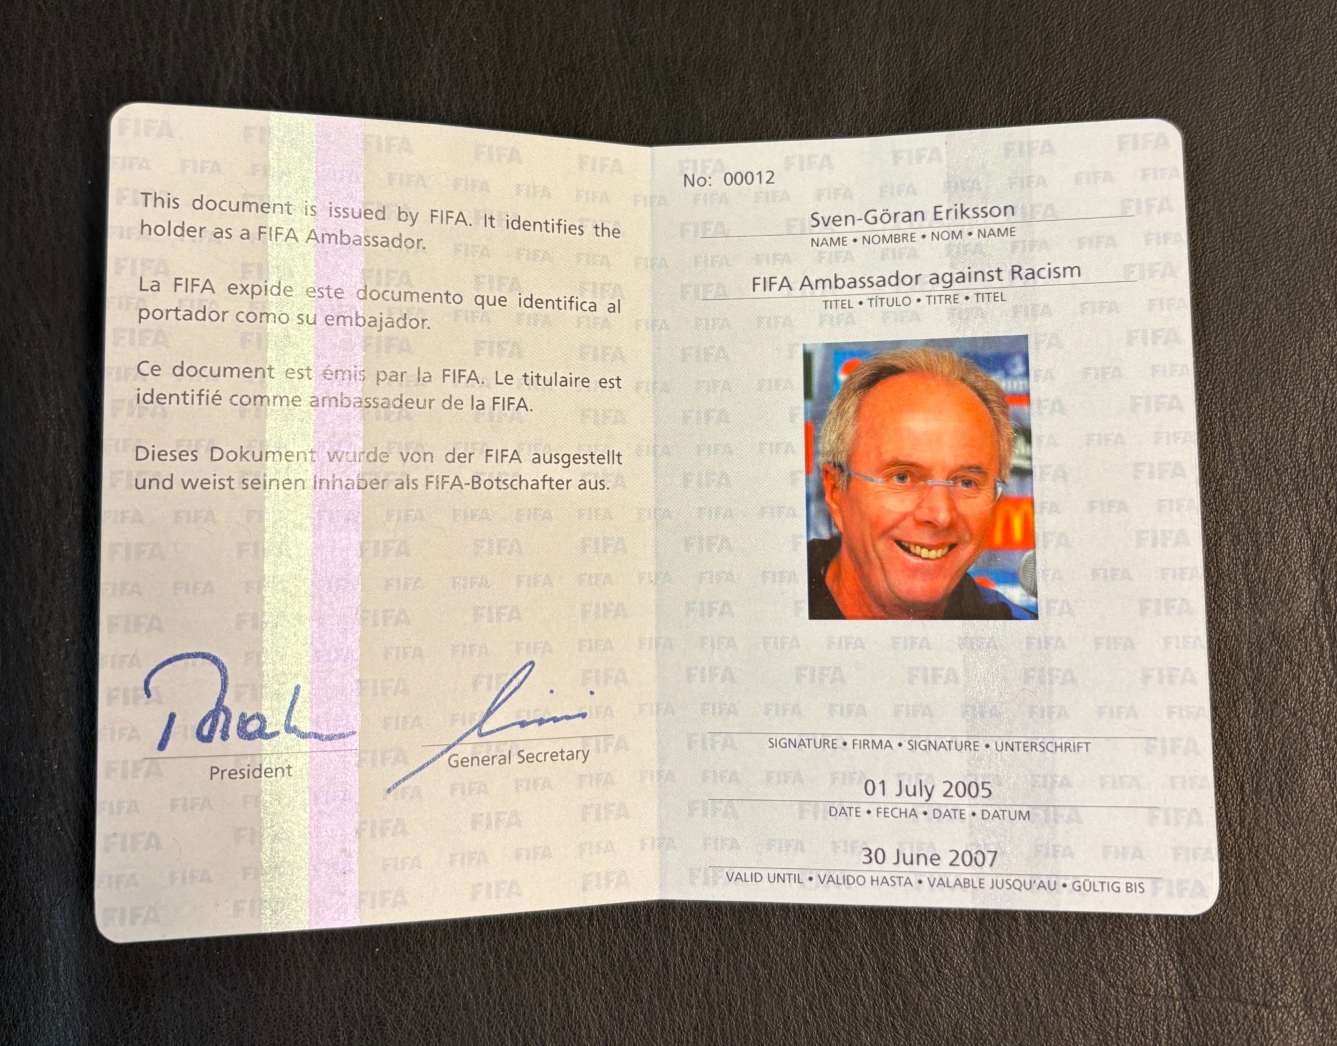 This document is issued by FIFA. It identifies the
holder as a FIFA Ambassador.
La FIFA expide este documento que identifica al
portador como su embajador.
Ce document est émis par la FIFA. Le titulaire est
identifié comme ambassadeur de la FIFA.
Dieses Dokument wurde von der FIFA ausgestellt
und weist seinen Inhaber als FIFA-Botschafter aus.
President
General Secretary
No: 00012
Sven-Göran Eriksson
NAME • NOMBRE • NOM • NAME
FIFA Ambassador against Racism
TITEL • TÍTULO • TITRE • TITEL
SIGNATURE • FIRMA • SIGNATURE • UNTERSCHRIFT
01 July 2005
DATE • FECHA • DATE • DATUM
30 June 2007
VALID UNTIL • VALIDO HASTA • VALABLE JUSQU'AU • GÜLTIG BIS